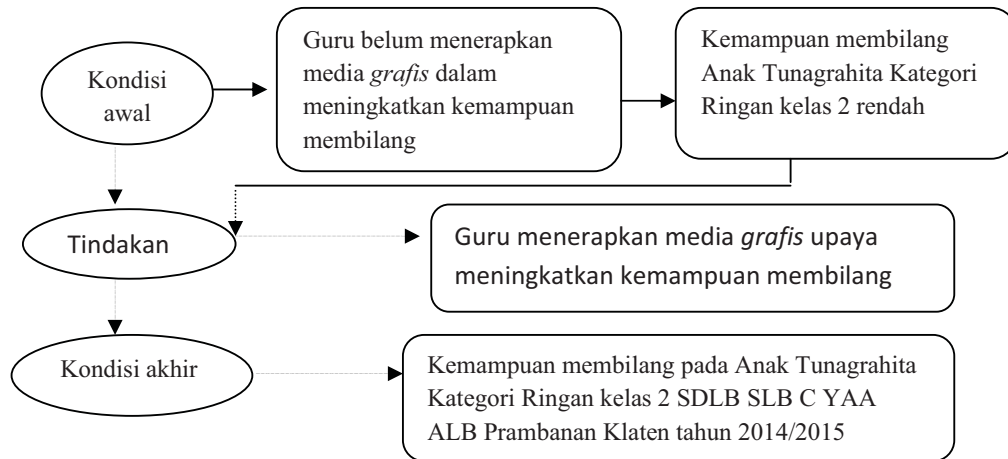 Kondisi
awal
Guru belum menerapkan
media grafis dalam
meningkatkan kemampuan
membilang
Kemampuan membilang
Anak Tunagrahita Kategori
Ringan kelas 2 rendah
Tindakan
Guru menerapkan media grafis upaya
meningkatkan kemampuan membilang
Kondisi akhir
Kemampuan membilang pada Anak Tunagrahita
Kategori Ringan kelas 2 SDLB SLB C YAA
ALB Prambanan Klaten tahun 2014/2015